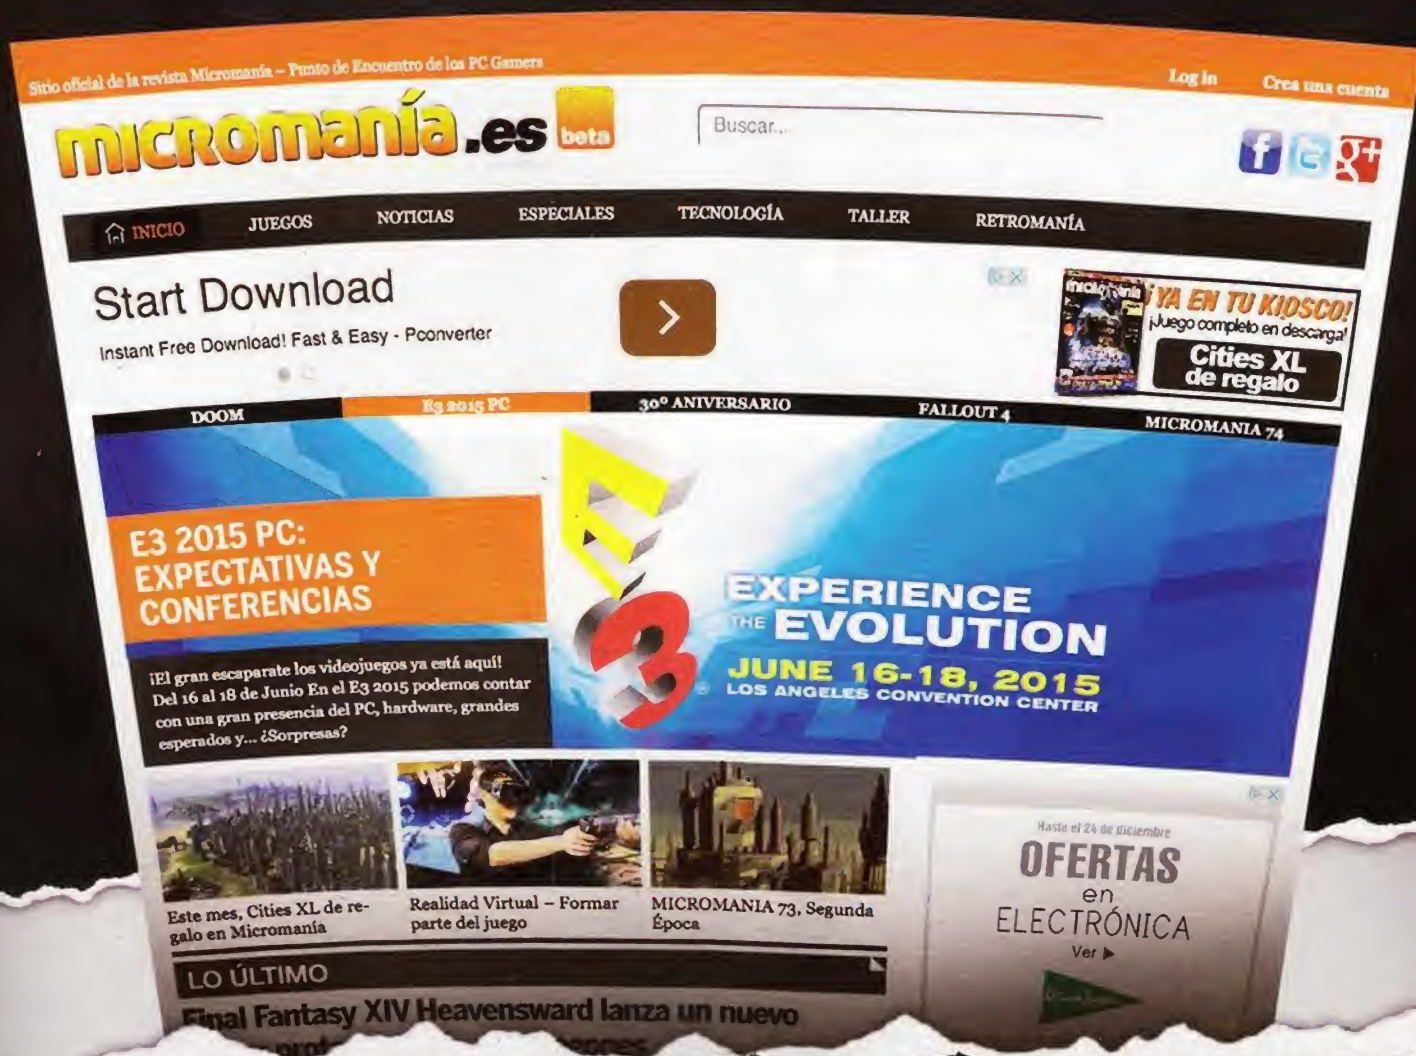 Sitio oficial de la revista Micromanía – Punto de Encuentro de los PC Gamers
Log in
Crea una cuenta
micromanía.es
beta
Buscar...
f
g+
INICIO
JUEGOS
NOTICIAS
ESPECIALES
TECNOLOGÍA
TALLER
RETROMANÍA
Start Download
Instant Free Download! Fast & Easy - Pconverter
micromanía
¡YA EN TU KIOSCO!
¡Juego completo en descarga!
Cities XL
de regalo
DOOM
E3 2015 PC
30º ANIVERSARIO
FALLOUT 4
MICROMANIA 74
E3 2015 PC:
EXPECTATIVAS Y
CONFERENCIAS
¡El gran escaparate los videojuegos ya está aquí!
Del 16 al 18 de Junio En el E3 2015 podemos contar
con una gran presencia del PC, hardware, grandes
esperados y... ¿Sorpresas?
E3
EXPERIENCE
THE EVOLUTION
JUNE 16-18, 2015
LOS ANGELES CONVENTION CENTER
Este mes, Cities XL de re-
galo en Micromanía
Realidad Virtual – Formar
parte del juego
MICROMANIA 73, Segunda
Época
Hasta el 24 de diciembre
OFERTAS
en
ELECTRÓNICA
Ver
LO ÚLTIMO
Final Fantasy XIV Heavensward lanza un nuevo